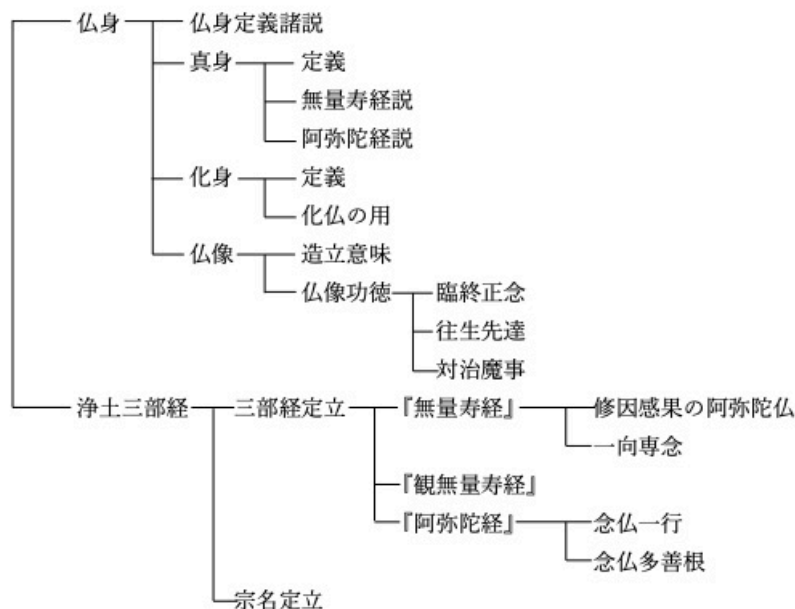 仏身 仏身定義諸説
真身 定義
無量寿経説
阿弥陀経説
化身 定義
化仏の用
仏像 造立意味
仏像功徳 臨終正念
往生先達
対治魔事
浄土三部経 三部経定立 『無量寿経』 修因感果の阿弥陀仏
一向専念
『観無量寿経』
『阿弥陀経』 念仏一行
念仏多善根
宗名定立